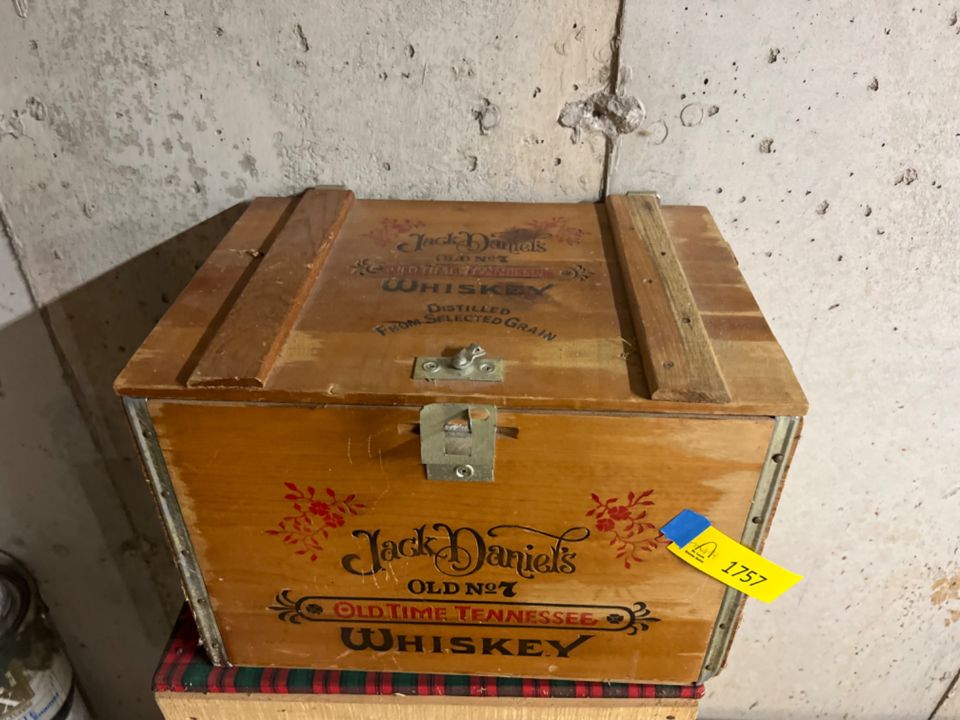 Jack Daniel's
OLD Nº 7
OLD TIME TENNESSEE
WHISKEY
DISTILLED
FROM SELECTED GRAIN
Jack Daniel's
OLD Nº 7
OLD TIME TENNESSEE
WHISKEY
1757